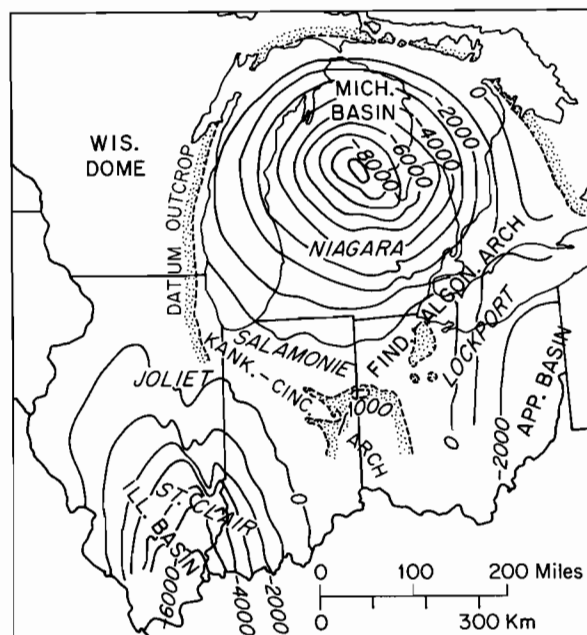 MICH.
BASIN
0
-2000
-4000
-6000
-8000
WIS.
DOME
DATUM OUTCROP
NIAGARA
FIND.-ALGON. ARCH
LOCKPORT
SALAMONIE
KANK.-CINC.
ARCH
1000
JOLIET
APP. BASIN
0
-2000
ST. CLAIR
ILL. BASIN
0
-2000
-4000
-6000
0 100 200 Miles
0 300 Km